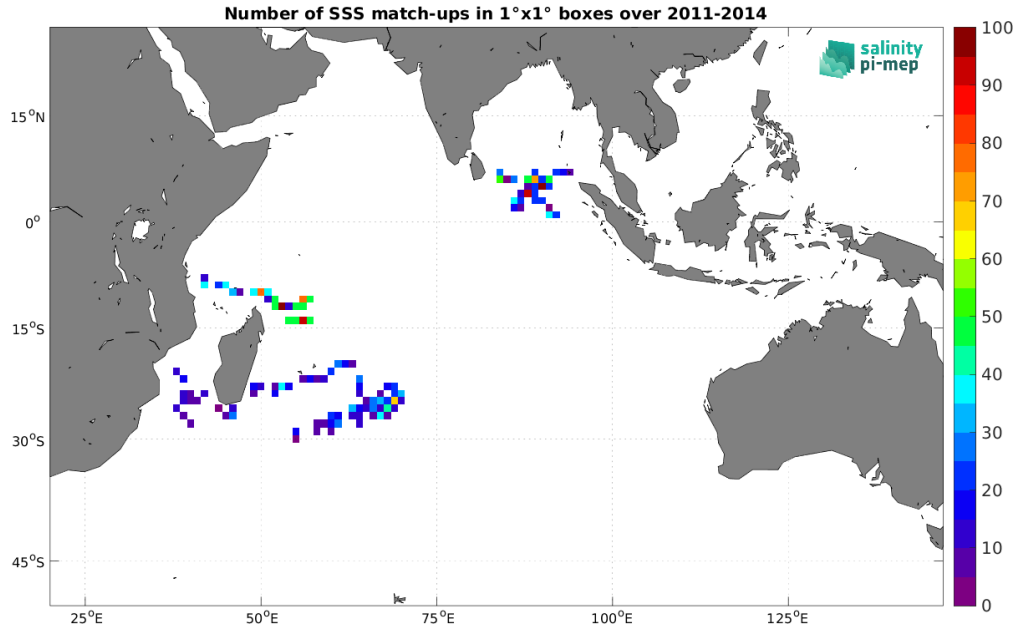 Number of SSS match-ups in 1°x1° boxes over 2011-2014
salinity
pi-mep
15°N
0°
15°S
30°S
45°S
25°E
50°E
75°E
100°E
125°E
100
90
80
70
60
50
40
30
20
10
0